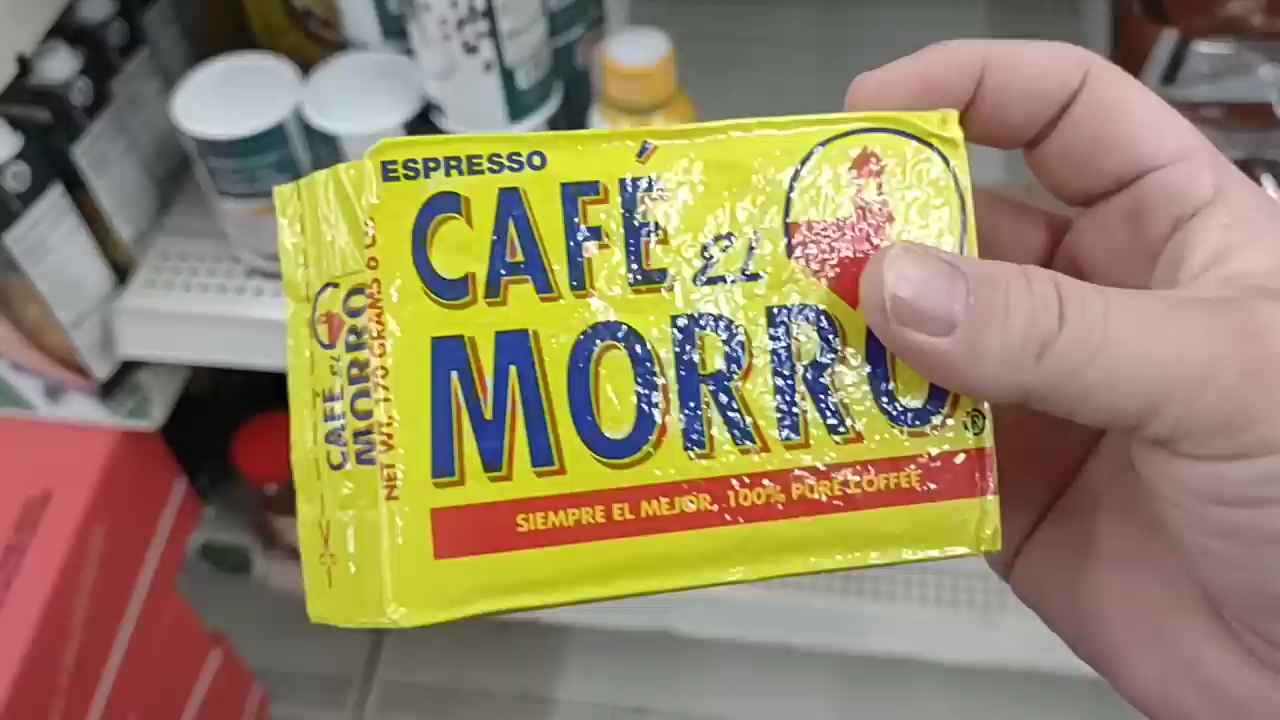 ESPRESSO
CAFÉ EL
MORRO
®
SIEMPRE EL MEJOR, 100% PURE COFFEE
CAFÉ EL
MORRO
NET WT. 170 GRAMS O